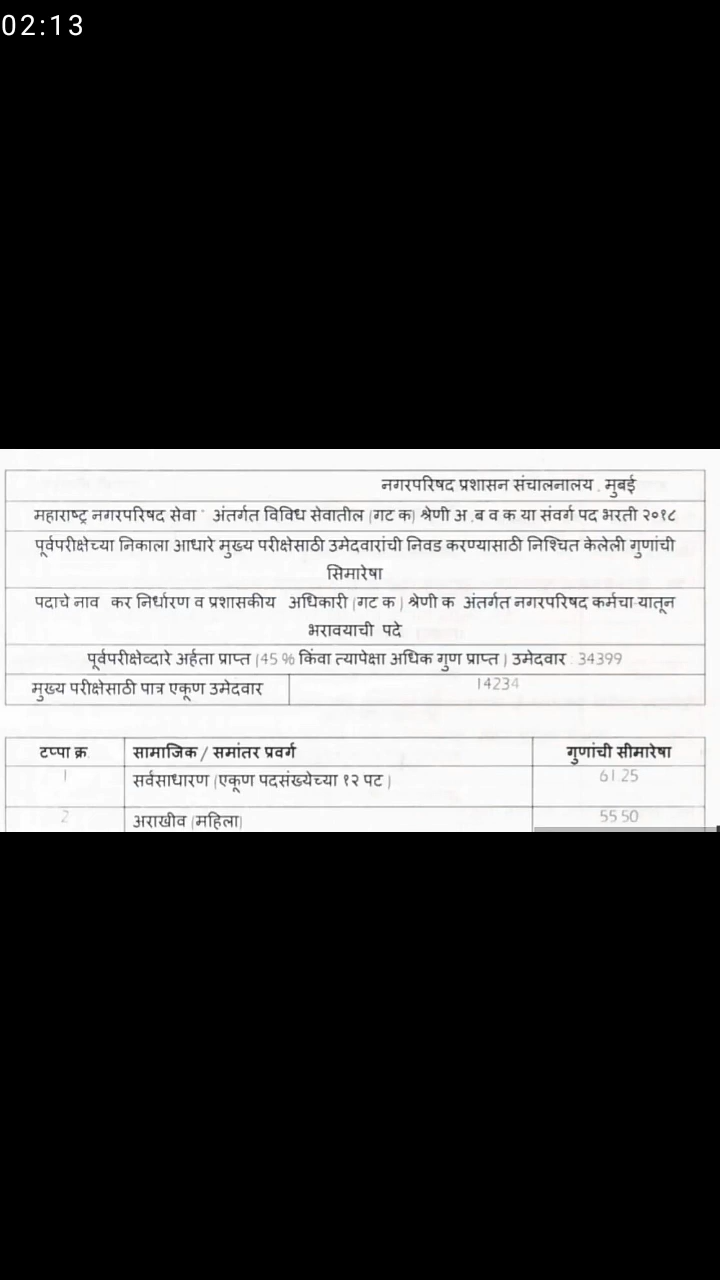 02:13
नगरपरिषद प्रशासन संचालनालय , मुबई
महाराष्ट्र नगरपरिषद सेवा " अंतर्गत विविध सेवातील (गट क) श्रेणी अ ,ब व क या संवर्ग पद भरती २०१८
पूर्वपरीक्षेच्या निकाला आधारे मुख्य परीक्षेसाठी उमेदवारांची निवड करण्यासाठी निश्चित केलेली गुणांची
सिमारेषा
पदाचे नाव कर निर्धारण व प्रशासकीय अधिकारी (गट क ) श्रेणी क अंतर्गत नगरपरिषद कर्मचा-यातून
भरावयाची पदे
पूर्वपरीक्षेव्दारे अर्हता प्राप्त (45 % किंवा त्यापेक्षा अधिक गुण प्राप्त ) उमेदवार . 34399
मुख्य परीक्षेसाठी पात्र एकूण उमेदवार 14234
टप्पा क्र. सामाजिक / समांतर प्रवर्ग गुणांची सीमारेषा
1 सर्वसाधारण (एकूण पदसंख्येच्या १२ पट ) 61.25
2 अराखीव (महिला) 55.50